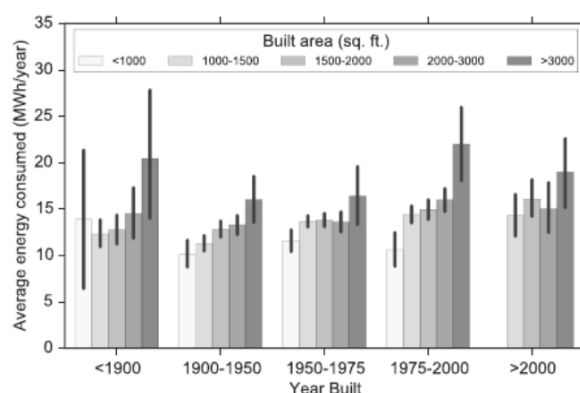 35
30
25
20
15
10
5
0
Average energy consumed (MWh/year)
Built area (sq. ft.)
<1000 1000-1500 1500-2000 2000-3000 >3000
<1900 1900-1950 1950-1975 1975-2000 >2000
Year Built